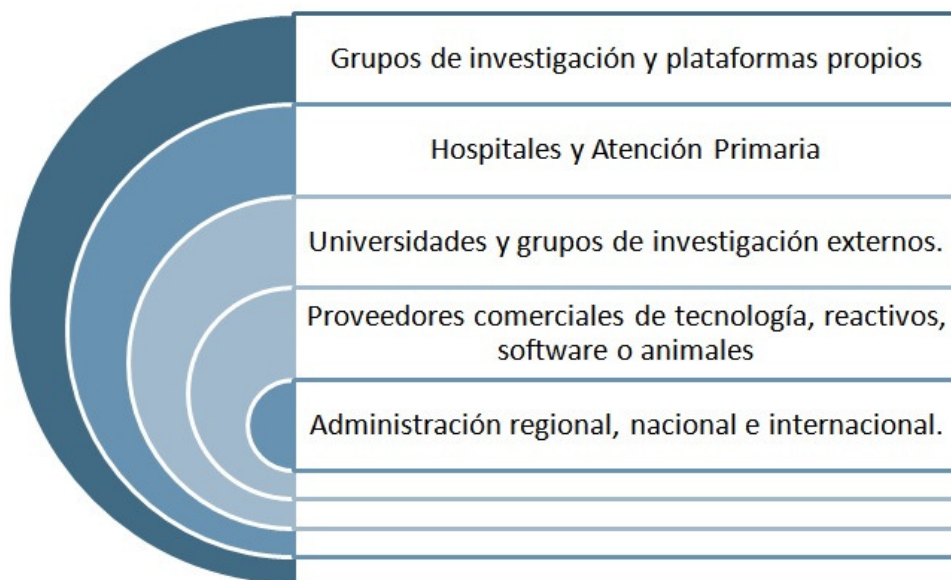 Grupos de investigación y plataformas propios
Hospitales y Atención Primaria
Universidades y grupos de investigación externos.
Proveedores comerciales de tecnología, reactivos,
software o animales
Administración regional, nacional e internacional.